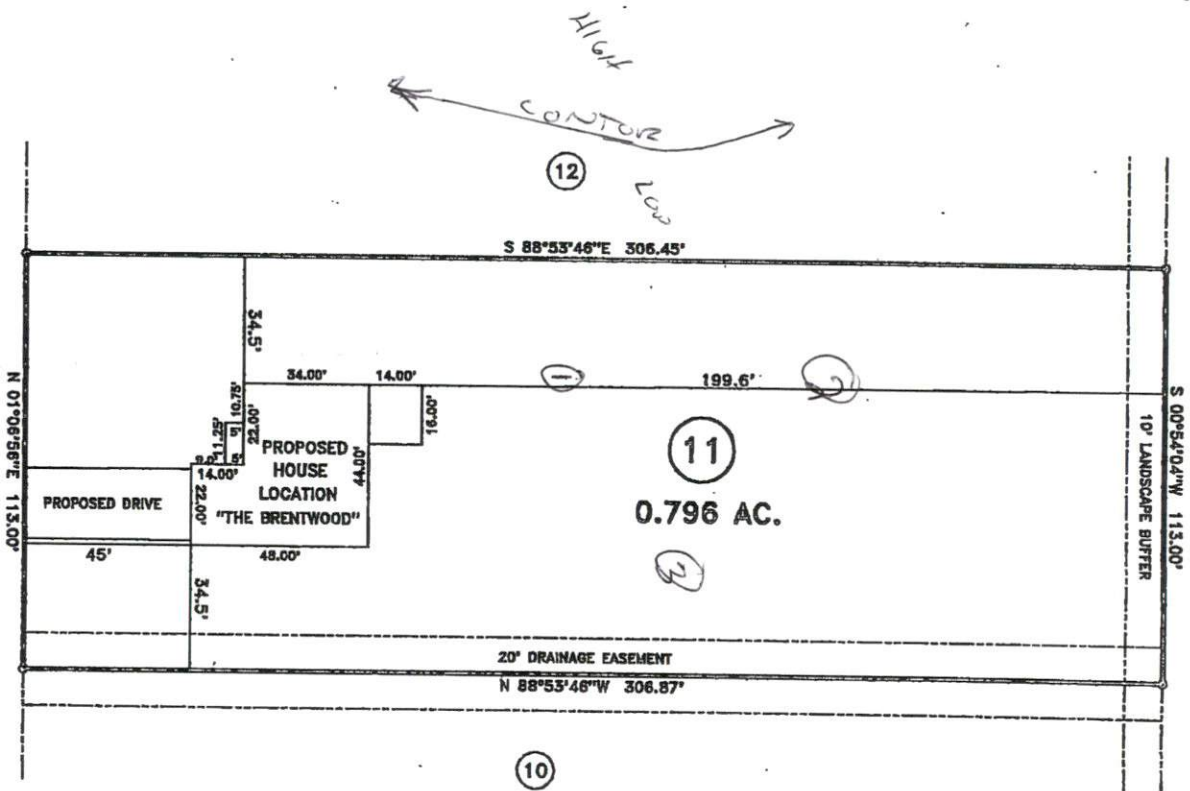 HIGH
CONTOR
12
LOW
S 88°53'46"E 306.45'
34.5'
34.00'
14.00'
1
199.6'
2
10.75'
22.00'
11.25'
5'
5'
6.0'
14.00'
22.00'
16.00'
44.00'
PROPOSED
HOUSE
LOCATION
"THE BRENTWOOD"
11
0.796 AC.
PROPOSED DRIVE
45'
48.00'
34.5'
3
N 01°06'56"E 113.00'
S 00°54'04"W 113.00'
10' LANDSCAPE BUFFER
20' DRAINAGE EASEMENT
N 88°53'46"W 306.87'
10